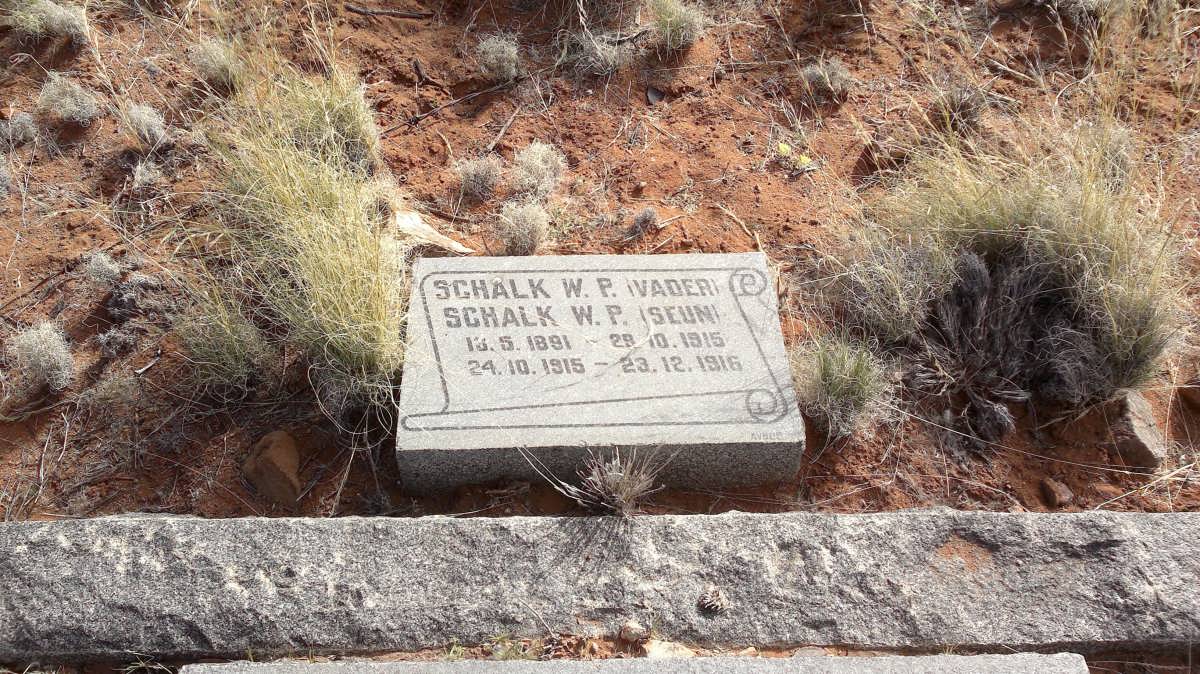 SCHALK W. P. (VADER)
SCHALK W. P. (SEUN)
13. 5. 1891 - 28. 10. 1915
24. 10. 1915 - 23. 12. 1916